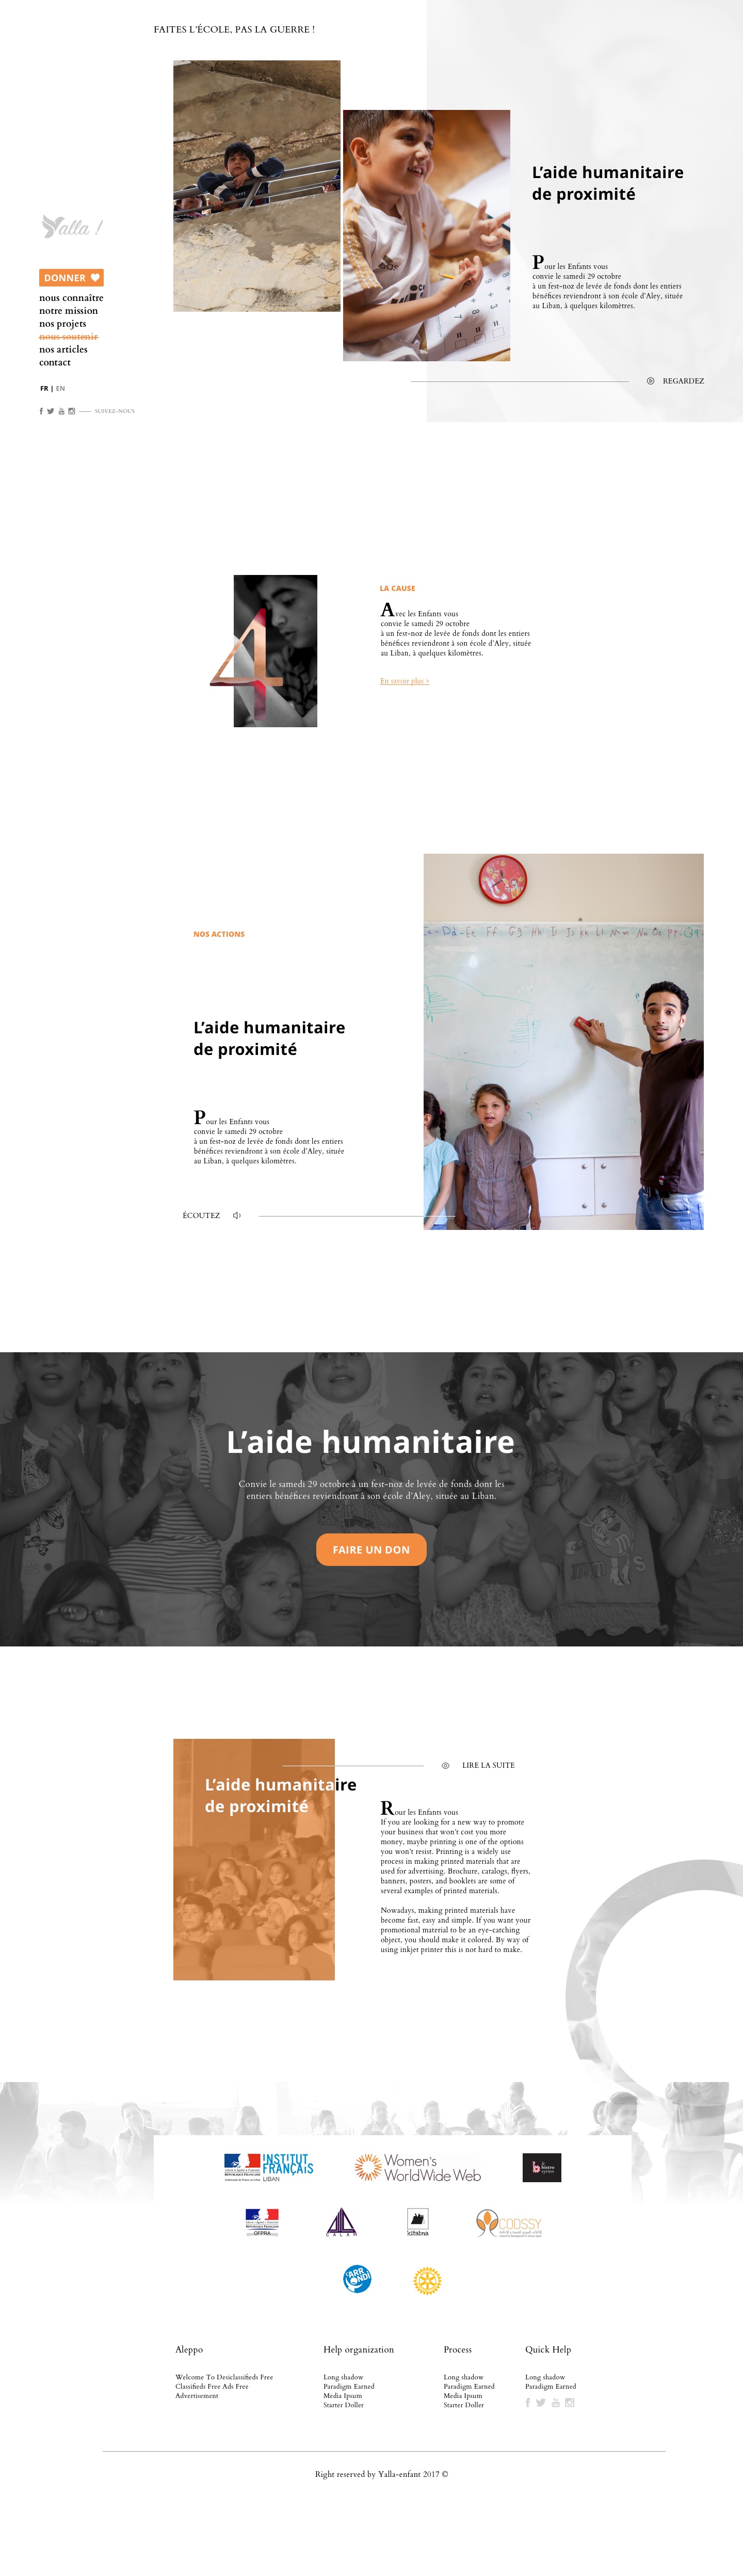 FAITES L'ÉCOLE, PAS LA GUERRE !
L'aide humanitaire
de proximité
Yalla !
Pour les Enfants vous
convie le samedi 29 octobre
à un fest-noz de levée de fonds dont les entiers
bénéfices reviendront à son école d'Aley, située
au Liban, à quelques kilomètres.
DONNER
nous connaître
notre mission
nos projets
nous soutenir
nos articles
contact
REGARDEZ
FR | EN
SUIVEZ-NOUS
4
LA CAUSE
Avec les Enfants vous
convie le samedi 29 octobre
à un fest-noz de levée de fonds dont les entiers
bénéfices reviendront à son école d'Aley, située
au Liban, à quelques kilomètres.
En savoir plus >
NOS ACTIONS
L'aide humanitaire
de proximité
Pour les Enfants vous
convie le samedi 29 octobre
à un fest-noz de levée de fonds dont les entiers
bénéfices reviendront à son école d'Aley, située
au Liban, à quelques kilomètres.
ÉCOUTEZ
L'aide humanitaire
Convie le samedi 29 octobre à un fest-noz de levée de fonds dont les
entiers bénéfices reviendront à son école d'Aley, située au Liban.
FAIRE UN DON
LIRE LA SUITE
L'aide humanitaire
de proximité
Rour les Enfants vous
If you are looking for a new way to promote
your business that won't cost you more
money, maybe printing is one of the options
you won't resist. Printing is a widely use
process in making printed materials that are
used for advertising. Brochure, catalogs, flyers,
banners, posters, and booklets are some of
several examples of printed materials.
Nowadays, making printed materials have
become fast, easy and simple. If you want your
promotional material to be an eye-catching
object, you should make it colored. By way of
using inkjet printer this is not hard to make.
INSTITUT
FRANÇAIS
LIBAN
RÉPUBLIQUE FRANÇAISE
Women's
WorldWide Web
le
bistro
syrien
RÉPUBLIQUE FRANÇAISE
OFPRA
CALAM
kitabna
CODSSY
L'ARRONDI
Aleppo
Help organization
Process
Quick Help
Welcome To Desiclassifieds Free
Classifieds Free Ads Free
Advertisement
Long shadow
Paradigm Earned
Media Ipsum
Starter Doller
Long shadow
Paradigm Earned
Media Ipsum
Starter Doller
Long shadow
Paradigm Earned
Right reserved by Yalla-enfant 2017 ©